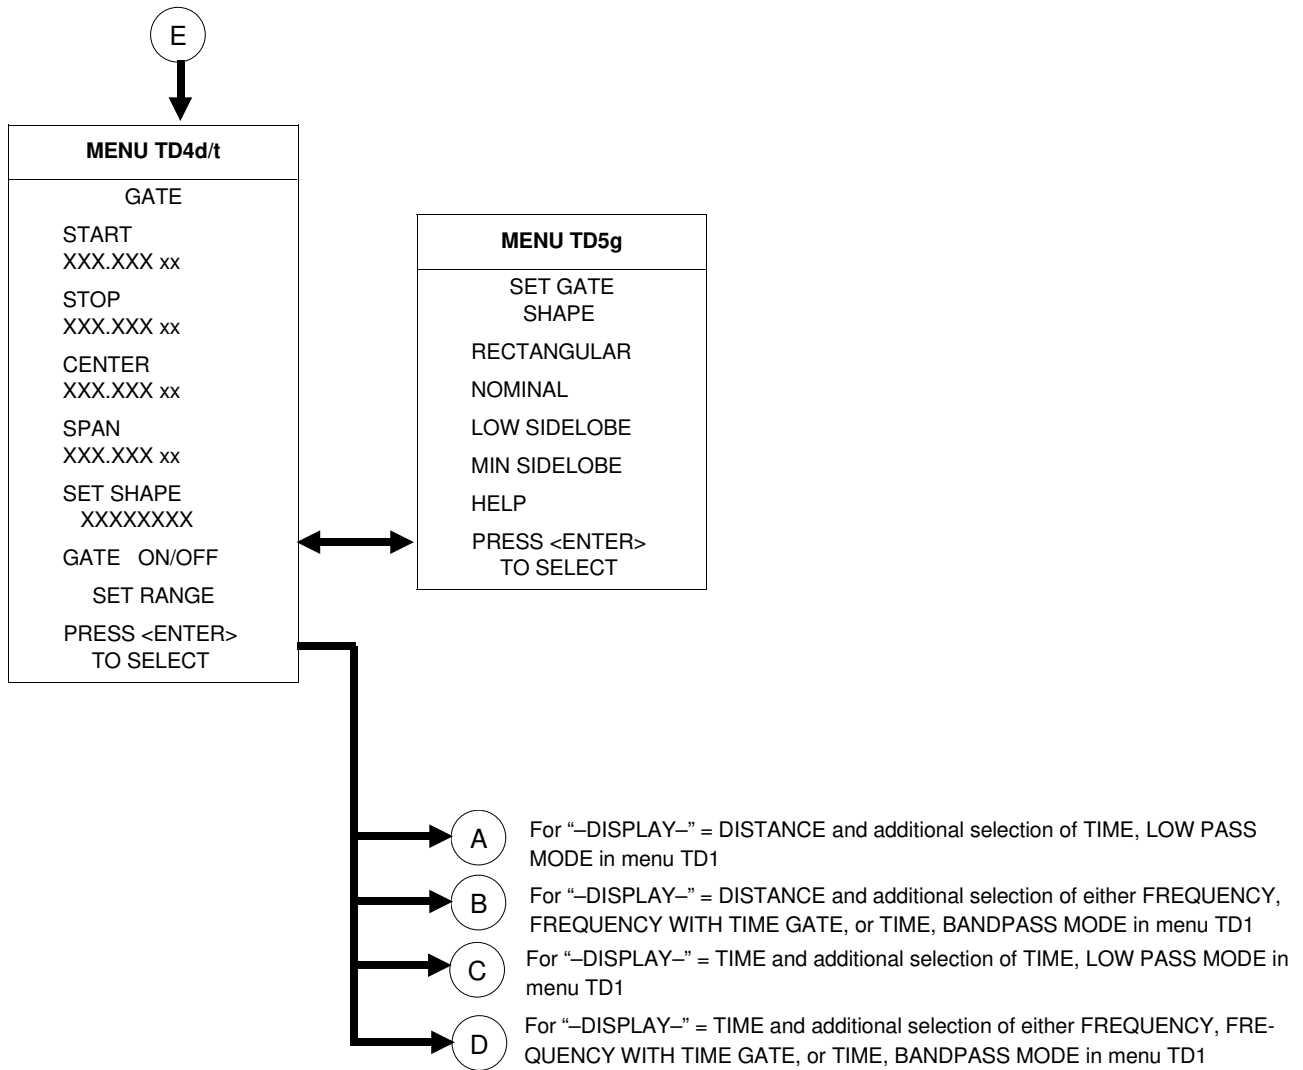 E
MENU TD4d/t
GATE
START
XXX.XXX xx
STOP
XXX.XXX xx
CENTER
XXX.XXX xx
SPAN
XXX.XXX xx
SET SHAPE
XXXXXXXX
GATE ON/OFF
SET RANGE
PRESS <ENTER>
TO SELECT
MENU TD5g
SET GATE
SHAPE
RECTANGULAR
NOMINAL
LOW SIDELOBE
MIN SIDELOBE
HELP
PRESS <ENTER>
TO SELECT
A
For “–DISPLAY–” = DISTANCE and additional selection of TIME, LOW PASS
MODE in menu TD1
B
For “–DISPLAY–” = DISTANCE and additional selection of either FREQUENCY,
FREQUENCY WITH TIME GATE, or TIME, BANDPASS MODE in menu TD1
C
For “–DISPLAY–” = TIME and additional selection of TIME, LOW PASS MODE in
menu TD1
D
For “–DISPLAY–” = TIME and additional selection of either FREQUENCY, FRE-
QUENCY WITH TIME GATE, or TIME, BANDPASS MODE in menu TD1